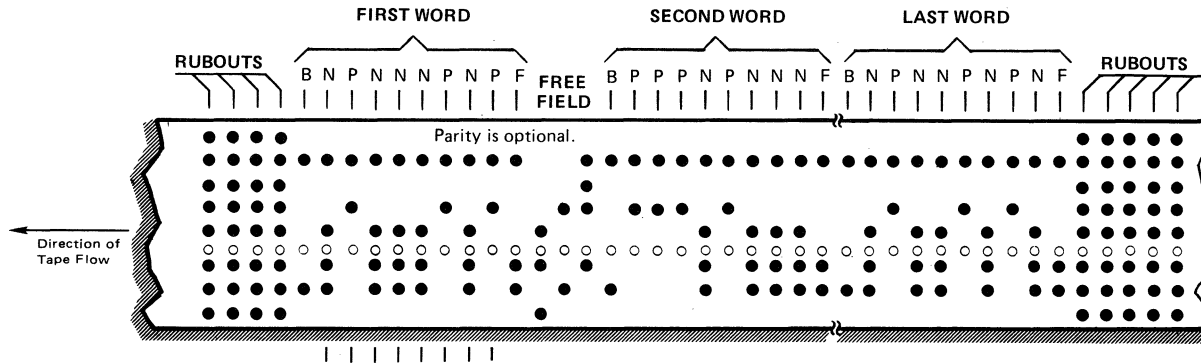 FIRST WORD SECOND WORD LAST WORD
RUBOUTS B N P N N N P N P F FREE FIELD B P P P N P N N N F B N P N N P N P N F RUBOUTS
Parity is optional.
Direction of
Tape Flow